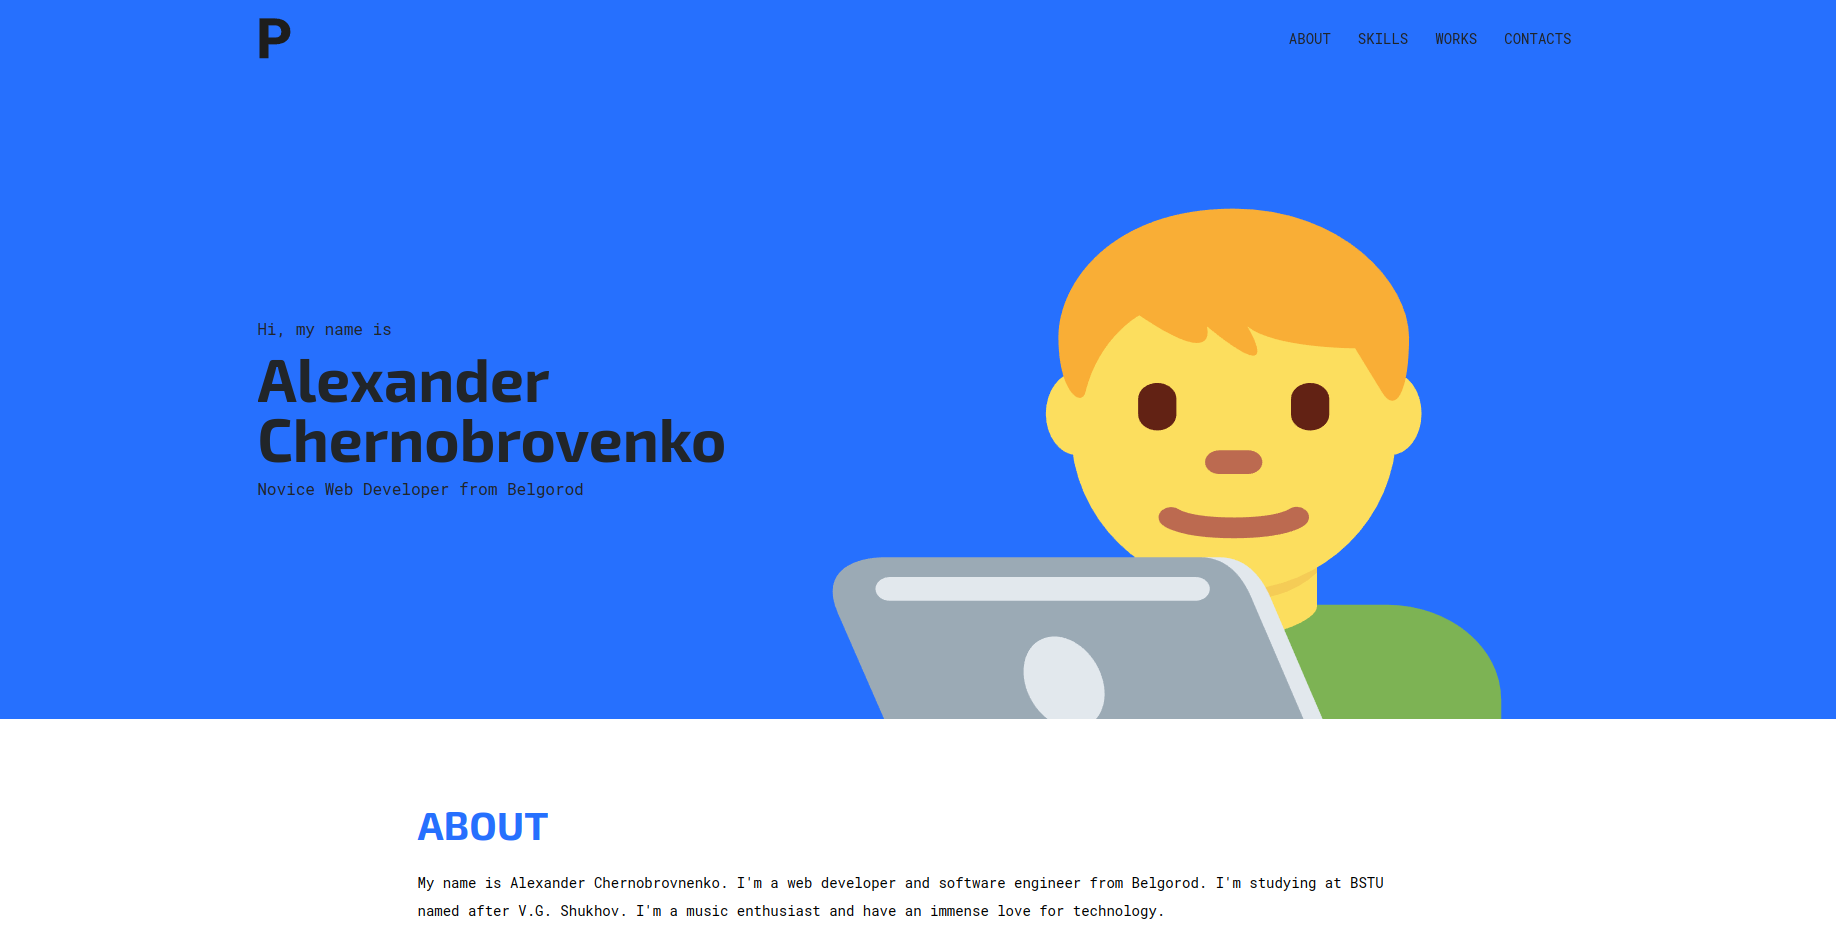 P
ABOUT SKILLS WORKS CONTACTS
Hi, my name is
Alexander
Chernobrovenko
Novice Web Developer from Belgorod
ABOUT
My name is Alexander Chernobrovnenko. I'm a web developer and software engineer from Belgorod. I'm studying at BSTU
named after V.G. Shukhov. I'm a music enthusiast and have an immense love for technology.